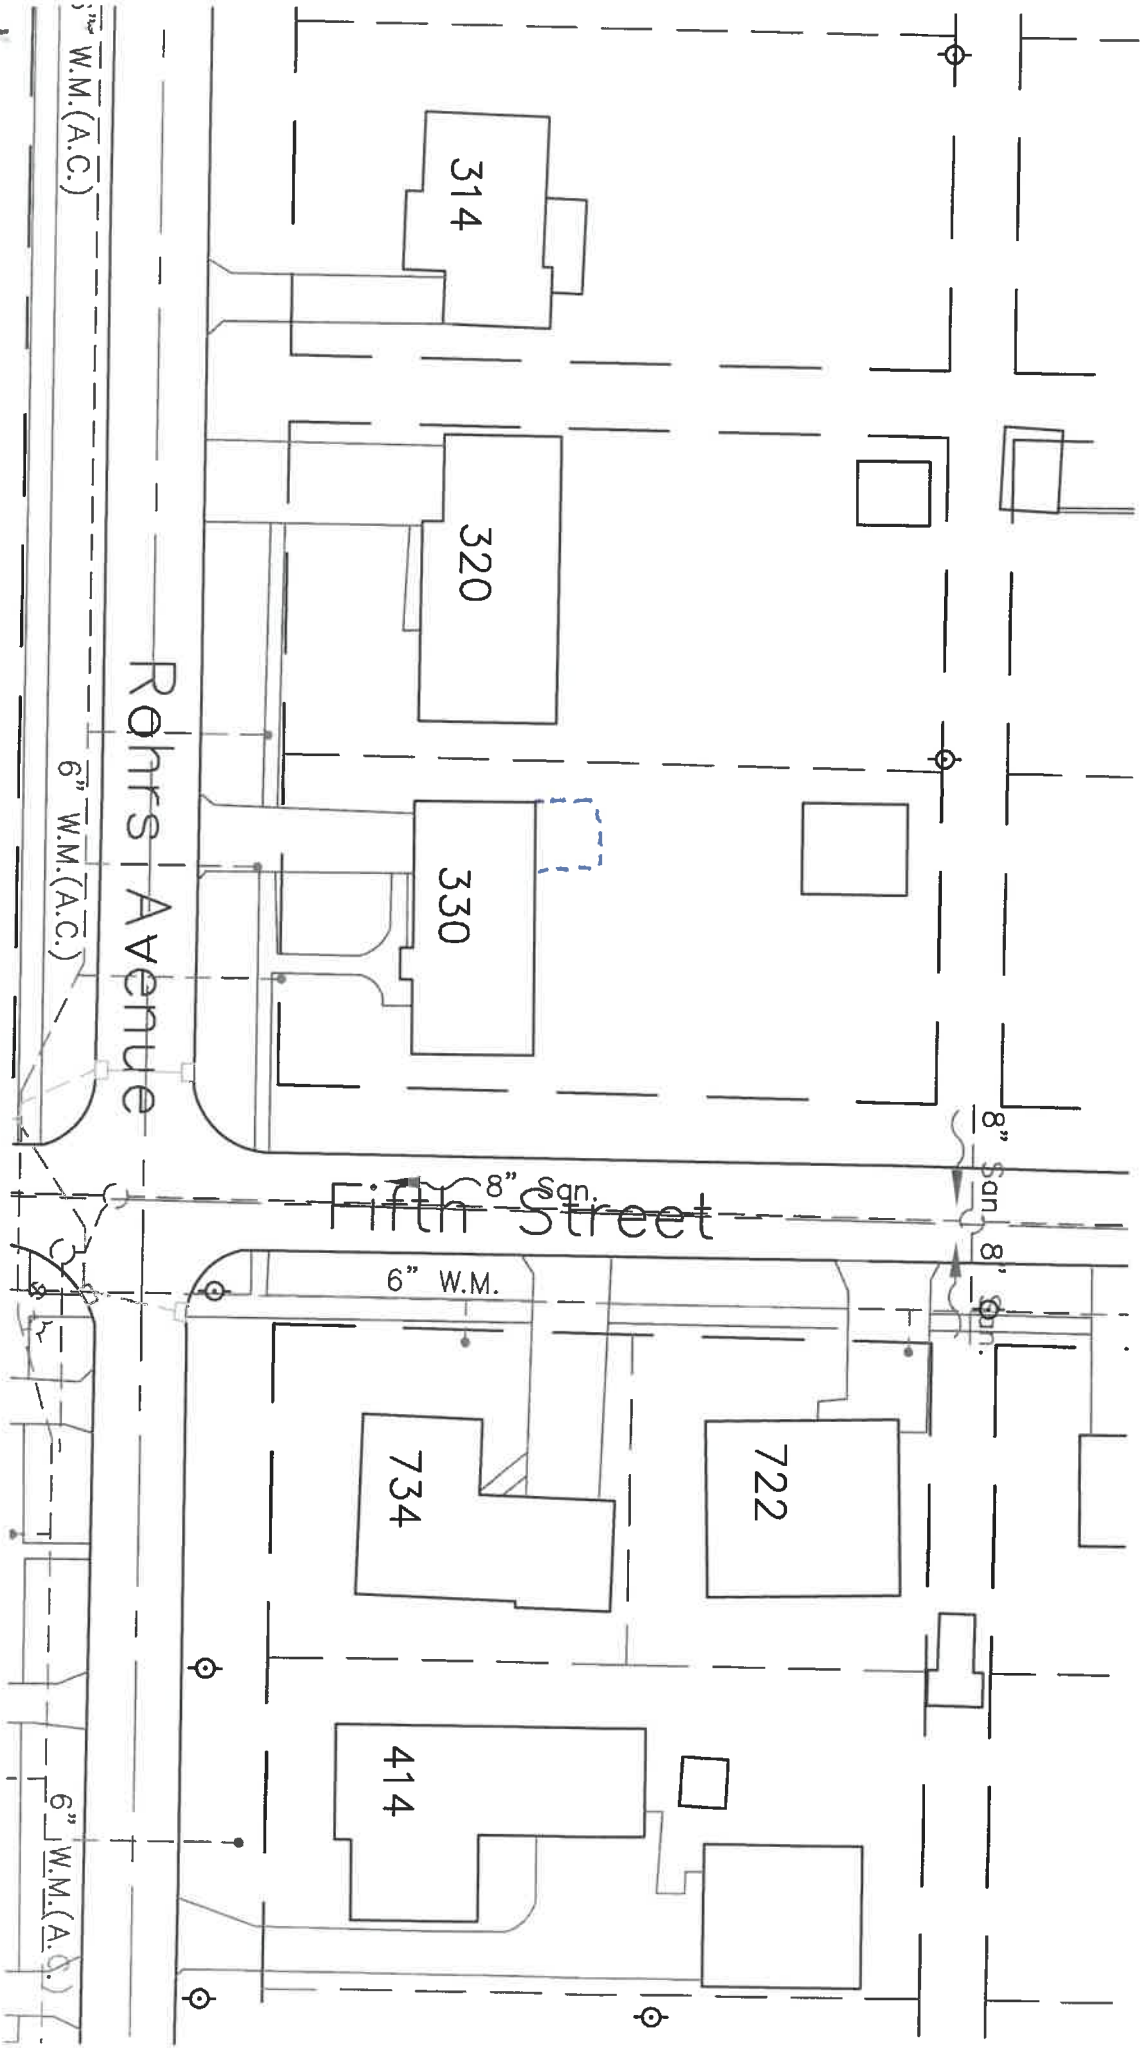 W.M.(A.C.)
314
320
330
Rohrs Avenue
6" W.M.(A.C.)
8" San.
8" San.
Fifth Street
8" San.
6" W.M.
734
722
414
6" W.M.(A.C.)